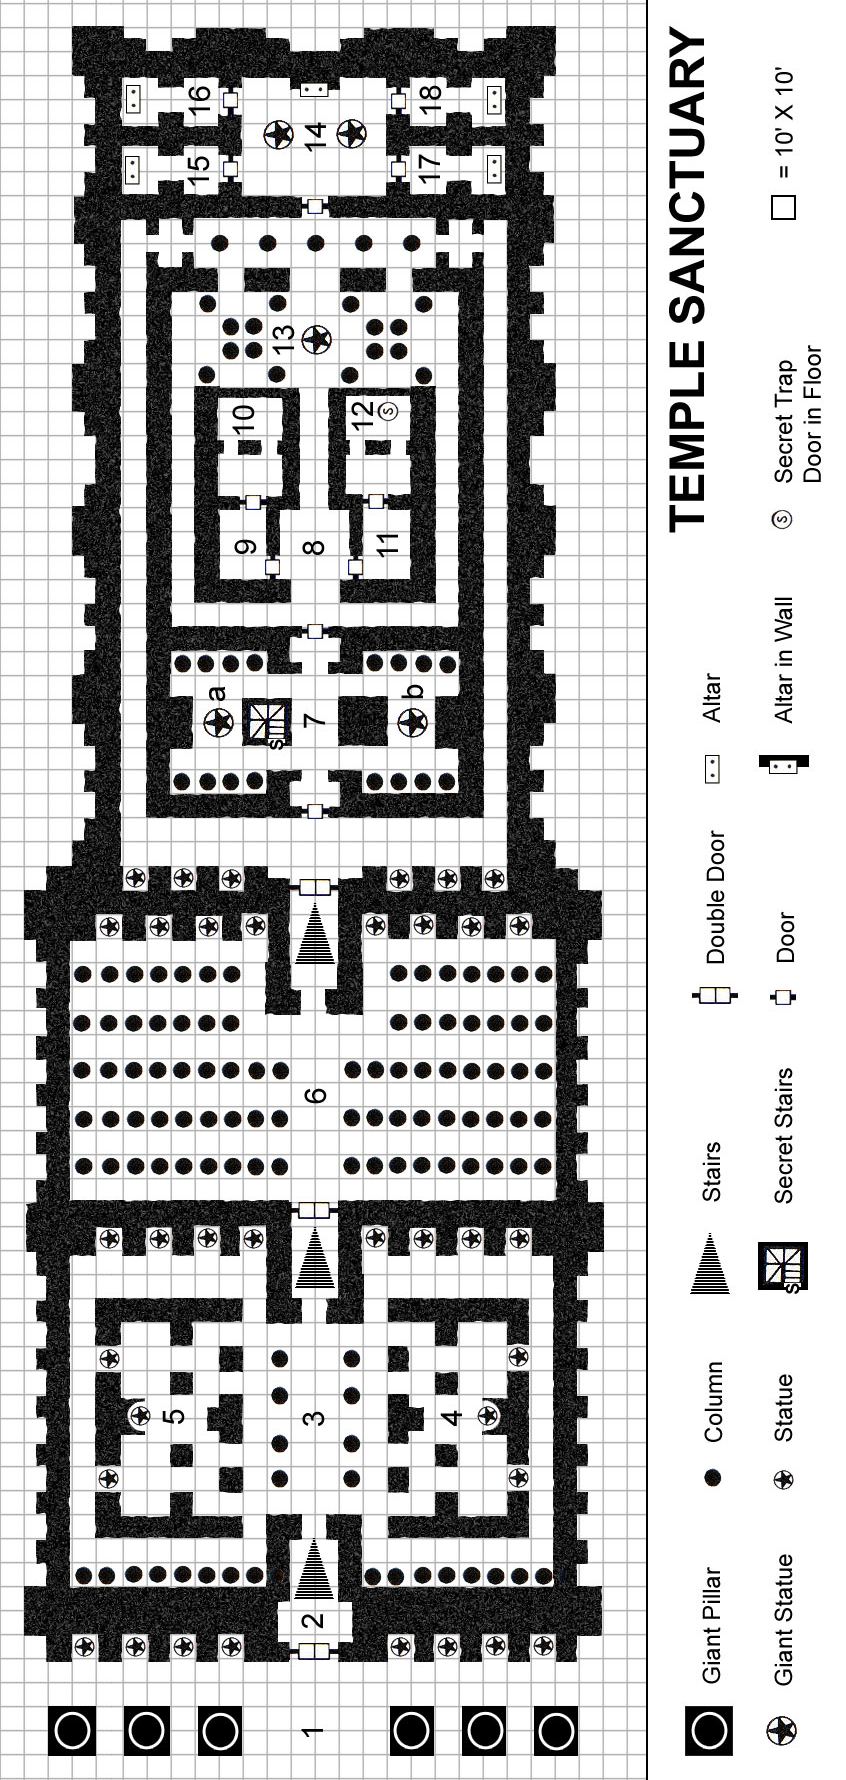 TEMPLE SANCTUARY
Giant Pillar
Column
Stairs
Double Door
Altar
Giant Statue
Statue
Secret Stairs
S
Door
Altar in Wall
S
Secret Trap
Door in Floor
= 10' X 10'
1
2
3
4
5
6
7
a
b
S
8
9
10
11
12
S
13
14
15
16
17
18